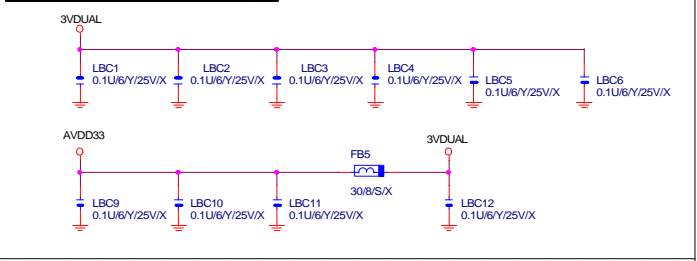 3VDUAL
LBC1 LBC2 LBC3 LBC4 LBC5 LBC6
0.1U/6/Y/25V/X 0.1U/6/Y/25V/X 0.1U/6/Y/25V/X 0.1U/6/Y/25V/X 0.1U/6/Y/25V/X 0.1U/6/Y/25V/X
AVDD33 3VDUAL
FB5
30/8/S/X
LBC9 LBC10 LBC11 LBC12
0.1U/6/Y/25V/X 0.1U/6/Y/25V/X 0.1U/6/Y/25V/X 0.1U/6/Y/25V/X